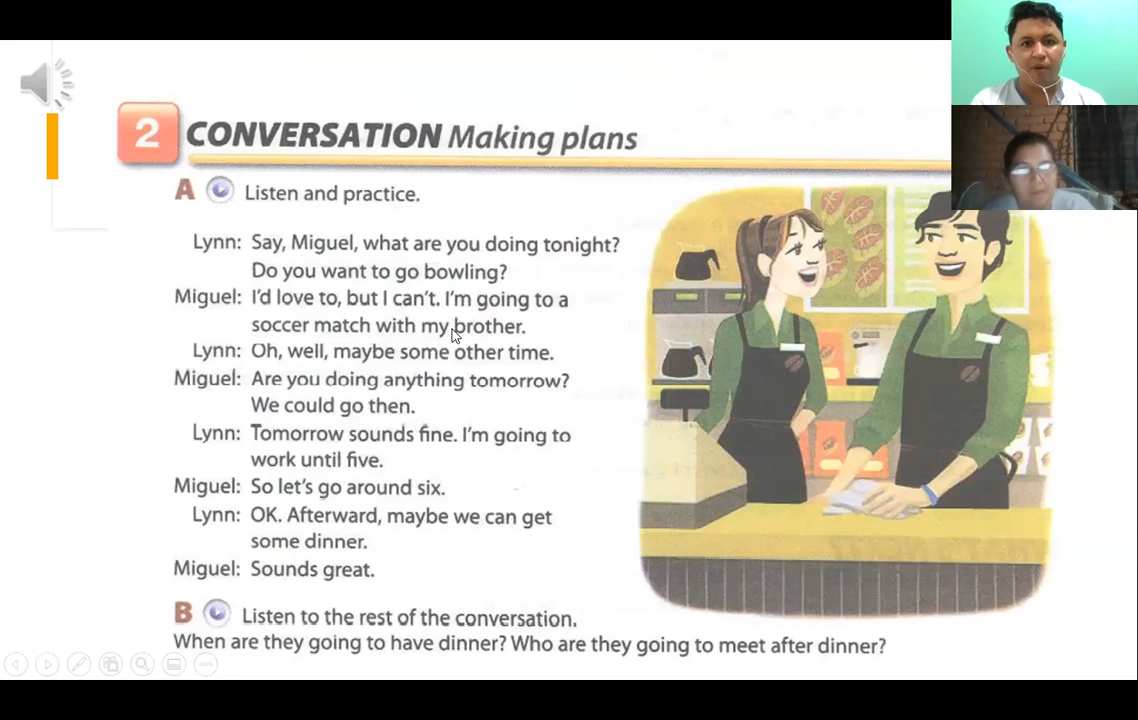 2 CONVERSATION Making plans
A Listen and practice.
Lynn: Say, Miguel, what are you doing tonight?
Do you want to go bowling?
Miguel: I'd love to, but I can't. I'm going to a
soccer match with my brother.
Lynn: Oh, well, maybe some other time.
Miguel: Are you doing anything tomorrow?
We could go then.
Lynn: Tomorrow sounds fine. I'm going to
work until five.
Miguel: So let's go around six.
Lynn: OK. Afterward, maybe we can get
some dinner.
Miguel: Sounds great.
B Listen to the rest of the conversation.
When are they going to have dinner? Who are they going to meet after dinner?